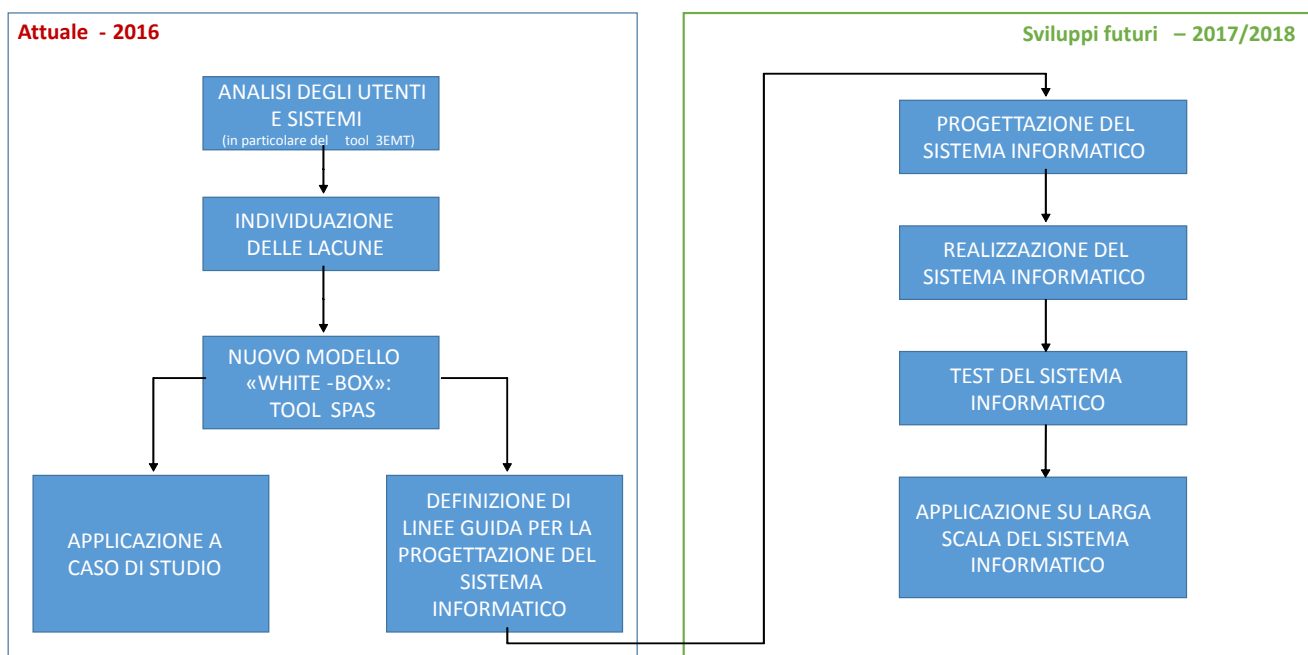 Attuale - 2016
ANALISI DEGLI UTENTI
E SISTEMI
(in particolare del tool 3EMT)
INDIVIDUAZIONE
DELLE LACUNE
NUOVO MODELLO
«WHITE -BOX»:
TOOL SPAS
APPLICAZIONE A
CASO DI STUDIO
DEFINIZIONE DI
LINEE GUIDA PER LA
PROGETTAZIONE DEL
SISTEMA
INFORMATICO
Sviluppi futuri – 2017/2018
PROGETTAZIONE DEL
SISTEMA INFORMATICO
REALIZZAZIONE DEL
SISTEMA INFORMATICO
TEST DEL SISTEMA
INFORMATICO
APPLICAZIONE SU LARGA
SCALA DEL SISTEMA
INFORMATICO